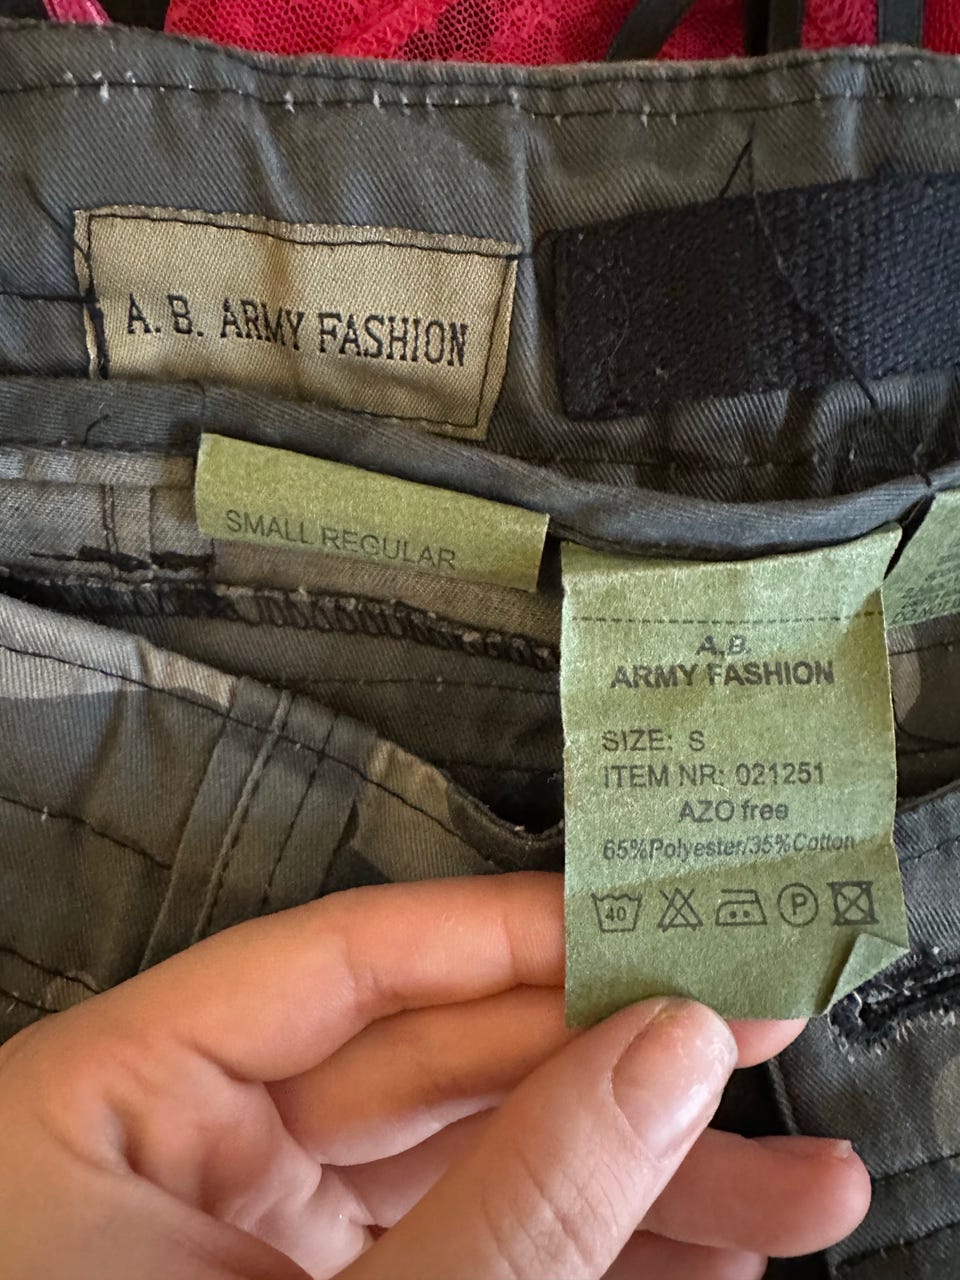 A. B. ARMY FASHION
SMALL REGULAR
A.B.
ARMY FASHION
SIZE: S
ITEM NR: 021251
AZO free
65%Polyester/35%Cotton
40
P